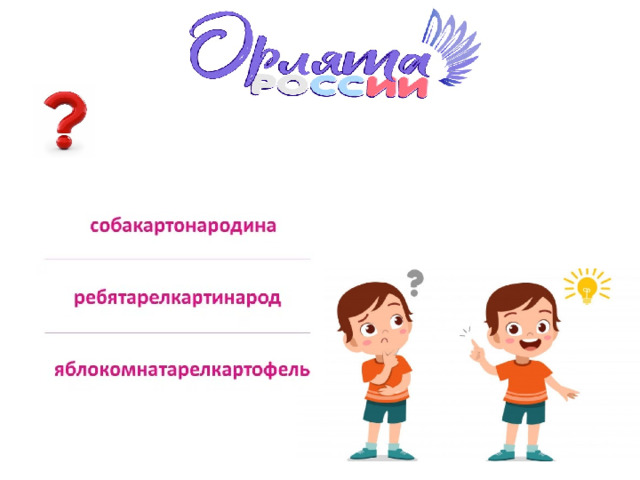 Орлята
РОССИИ
собакартонародина
ребятарелкартинарод
яблокомнатарелкартофель